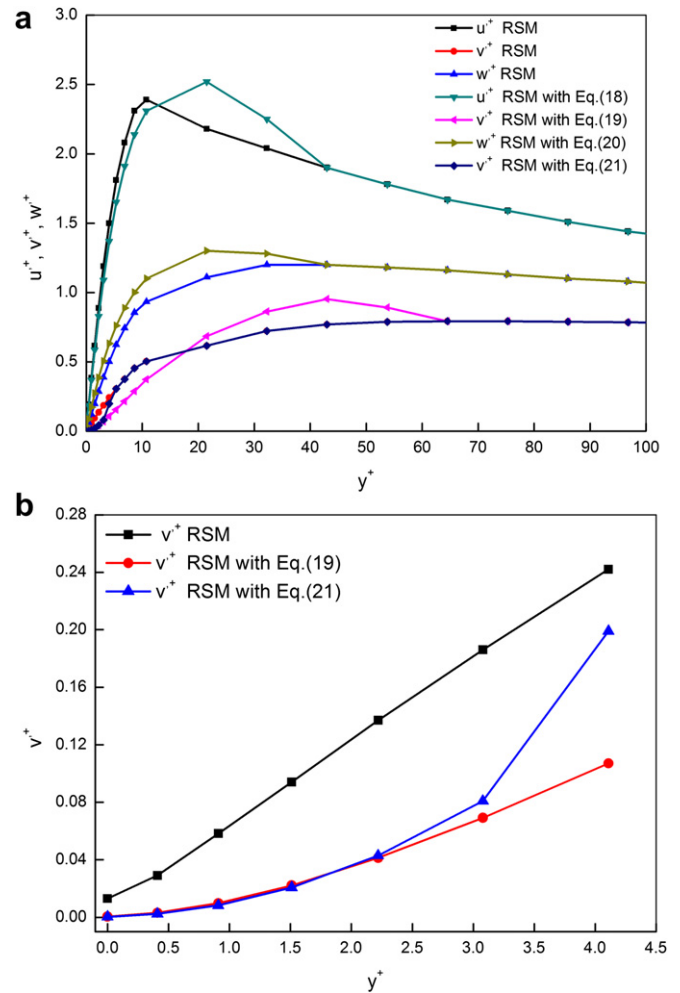 a
3.0
2.5
2.0
1.5
1.0
0.5
0.0
u'+, v'+, w'+
u'+ RSM
v'+ RSM
w'+ RSM
u'+ RSM with Eq.(18)
v'+ RSM with Eq.(19)
w'+ RSM with Eq.(20)
v'+ RSM with Eq.(21)
0 10 20 30 40 50 60 70 80 90 100
y+
b
0.28
0.24
0.20
0.16
0.12
0.08
0.04
0.00
v'+
v'+ RSM
v'+ RSM with Eq.(19)
v'+ RSM with Eq.(21)
0.0 0.5 1.0 1.5 2.0 2.5 3.0 3.5 4.0 4.5
y+